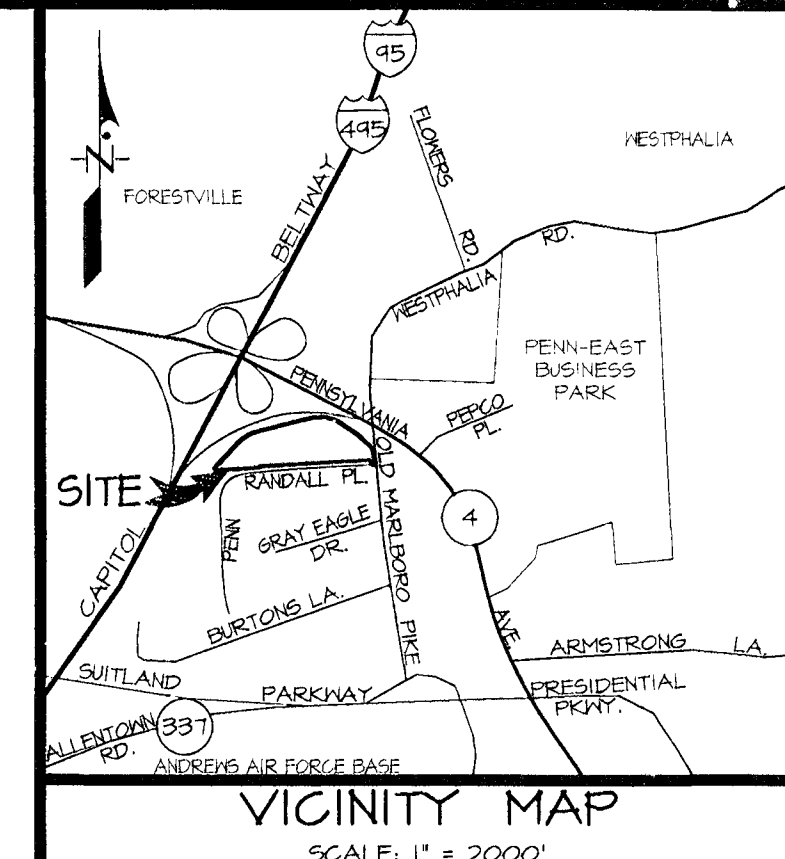 95
495
FLOWERS
RD.
WESTPHALIA
N
FORESTVILLE
BELTWAY
RD.
WESTPHALIA
PENN-EAST
BUSINESS
PARK
PENNSYLVANIA
PEPCO
PL.
SITE
RANDALL PL.
OLD MARLBORO PIKE
4
PENN
GRAY EAGLE
DR.
CAPITOL
BURTONS LA.
AVE.
ARMSTRONG LA.
SUITLAND
PARKWAY
PRESIDENTIAL
PKWY.
ALLENTOWN
RD.
337
ANDREWS AIR FORCE BASE
VICINITY MAP
SCALE: 1" = 2000'